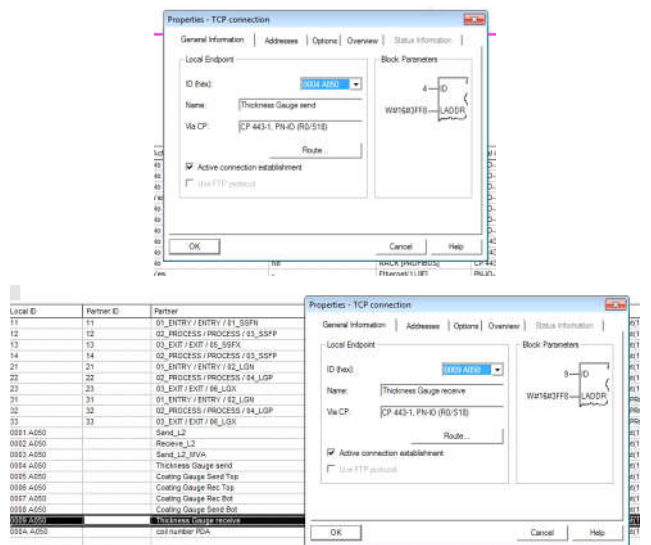 Properties - TCP connection
General Information Addresses Options Overview Status Information
Local Endpoint
Block Parameters
ID (hex): 0004 A050
4 ID
Name: Thickness Gauge send
W#16#3FF8 LADDR
Via CP: CP 443-1, PN-IO (R0/S18)
Route...
Active connection establishment
Use FTP protocol
OK Cancel Help
No RACK [PROFIBUS] CP 443
Ethernet(1) [IE] PN-IO
Local ID Partner ID Partner
11 11 01_ENTRY / ENTRY / 01_SSFN
12 12 02_PROCESS / PROCESS / 03_SSFP
13 13 03_EXIT / EXIT / 05_SSFX
14 14 02_PROCESS / PROCESS / 03_SSFP
21 21 01_ENTRY / ENTRY / 02_LGN
22 22 02_PROCESS / PROCESS / 04_LGP
23 23 03_EXIT / EXIT / 06_LGX
31 31 01_ENTRY / ENTRY / 02_LGN
32 32 02_PROCESS / PROCESS / 04_LGP
33 33 03_EXIT / EXIT / 06_LGX
0001 A050 Send_L2
0002 A050 Recieve_L2
0003 A050 Send_L2_MVA
0004 A050 Thickness Gauge send
0005 A050 Coating Gauge Send Top
0006 A050 Coating Gauge Rec Top
0007 A050 Coating Gauge Rec Bot
0008 A050 Coating Gauge Send Bot
0009 A050 Thickness Gauge receive
000A A050 coil number PDA
Properties - TCP connection
General Information Addresses Options Overview Status Information
Local Endpoint
Block Parameters
ID (hex): 0009 A050
9 ID
Name: Thickness Gauge receive
W#16#3FF8 LADDR
Via CP: CP 443-1, PN-IO (R0/S18)
Route...
Active connection establishment
Use FTP protocol
OK Cancel Help